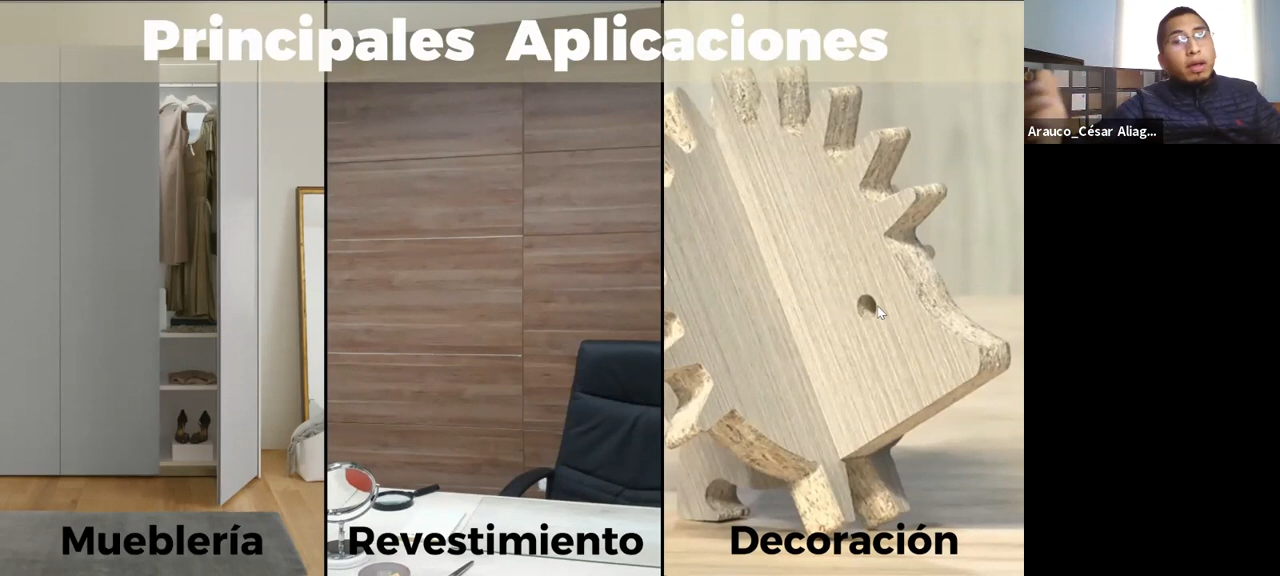 Principales Aplicaciones
Arauco_César Aliag...
Mueblería
Revestimiento
Decoración